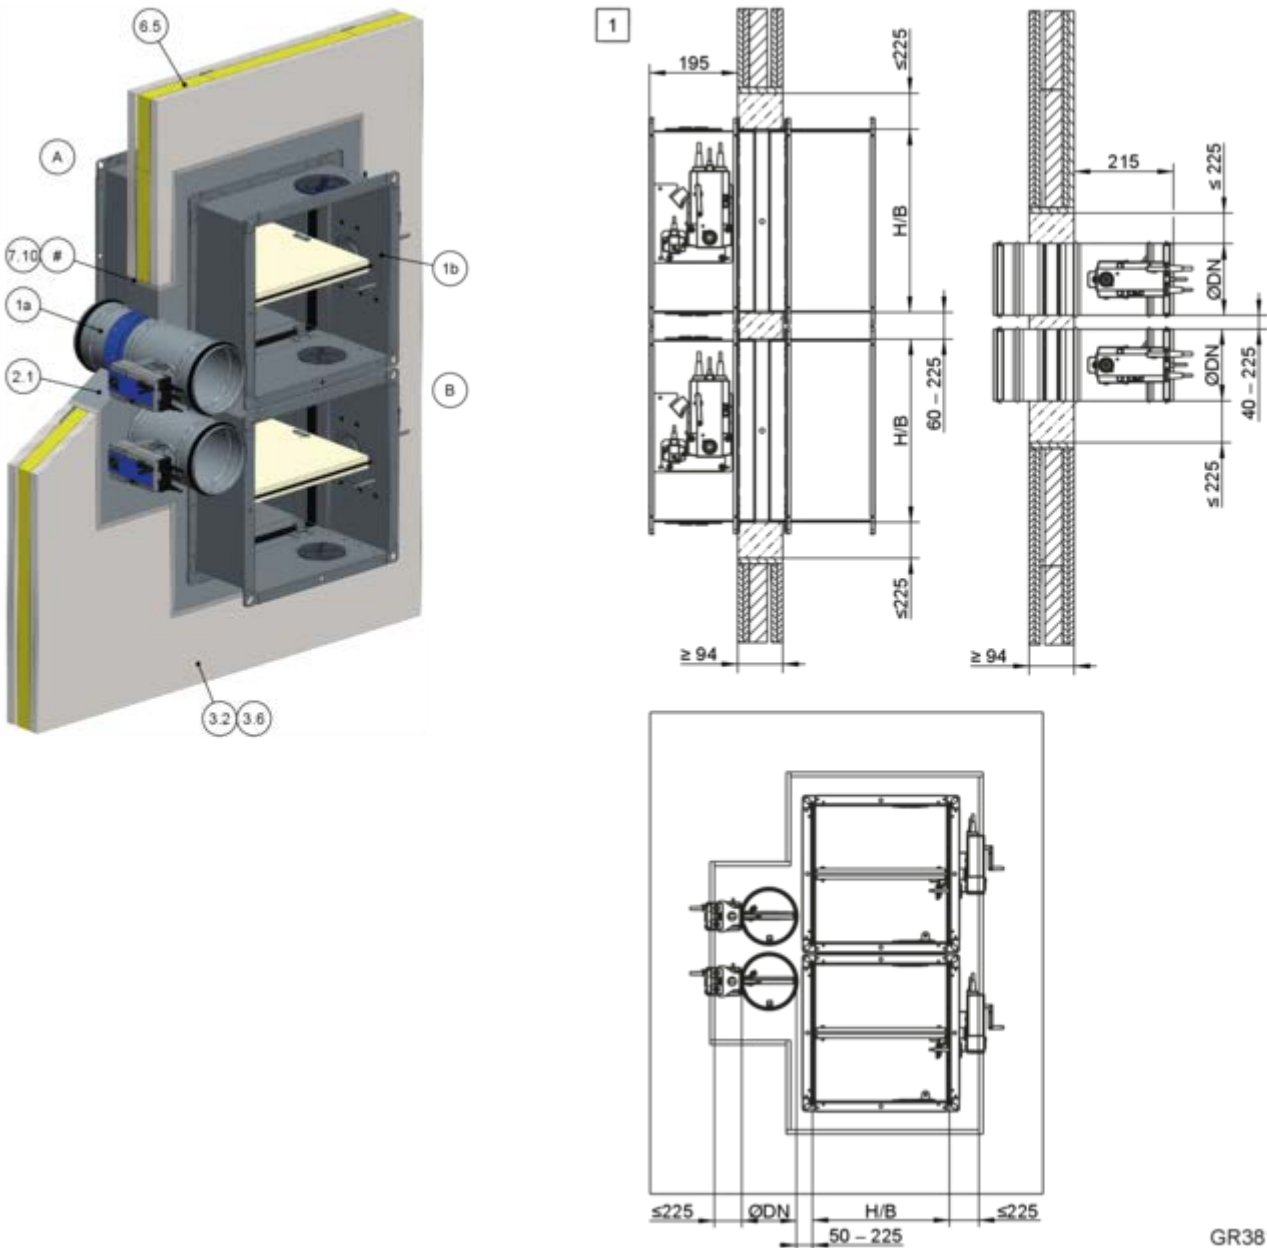 6.5
A
7.10 #
1b
1a
2.1
B
3.2 3.6
1
195
≤225
H/B
60 – 225
H/B
≤225
≥ 94
215
≤ 225
ØDN
ØDN
40 – 225
≤ 225
≥ 94
≤225 ØDN H/B ≤225
50 – 225
GR38